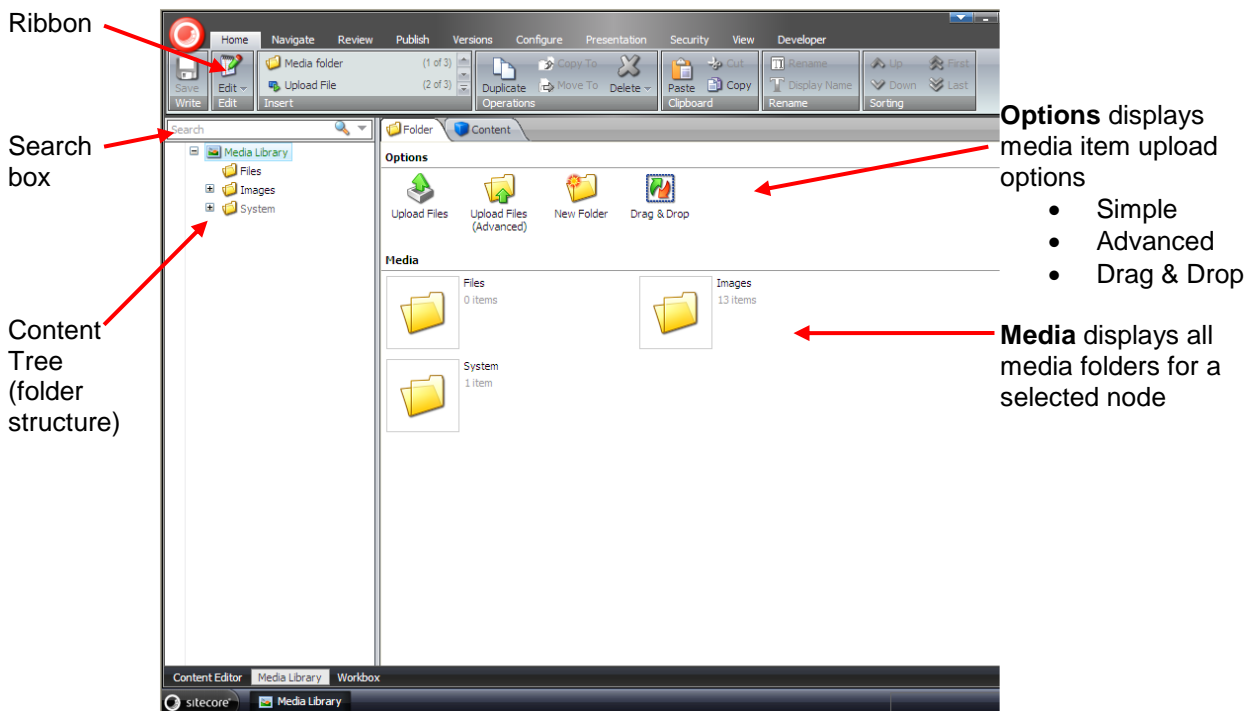 Ribbon
Home Navigate Review Publish Versions Configure Presentation Security View Developer
Save
Write
Edit
Edit
Media folder (1 of 3)
Upload File (2 of 3)
Insert
Duplicate
Copy To
Move To
Delete
Operations
Paste
Cut
Copy
Clipboard
Rename
Display Name
Rename
Up
Down
First
Last
Sorting
Search
box
Search
Media Library
Files
Images
System
Content
Tree
(folder
structure)
Folder Content
Options
Upload Files
Upload Files
(Advanced)
New Folder
Drag & Drop
Media
Files
0 items
Images
13 items
System
1 item
Options displays
media item upload
options
• Simple
• Advanced
• Drag & Drop
Media displays all
media folders for a
selected node
Content Editor Media Library Workbox
sitecore Media Library